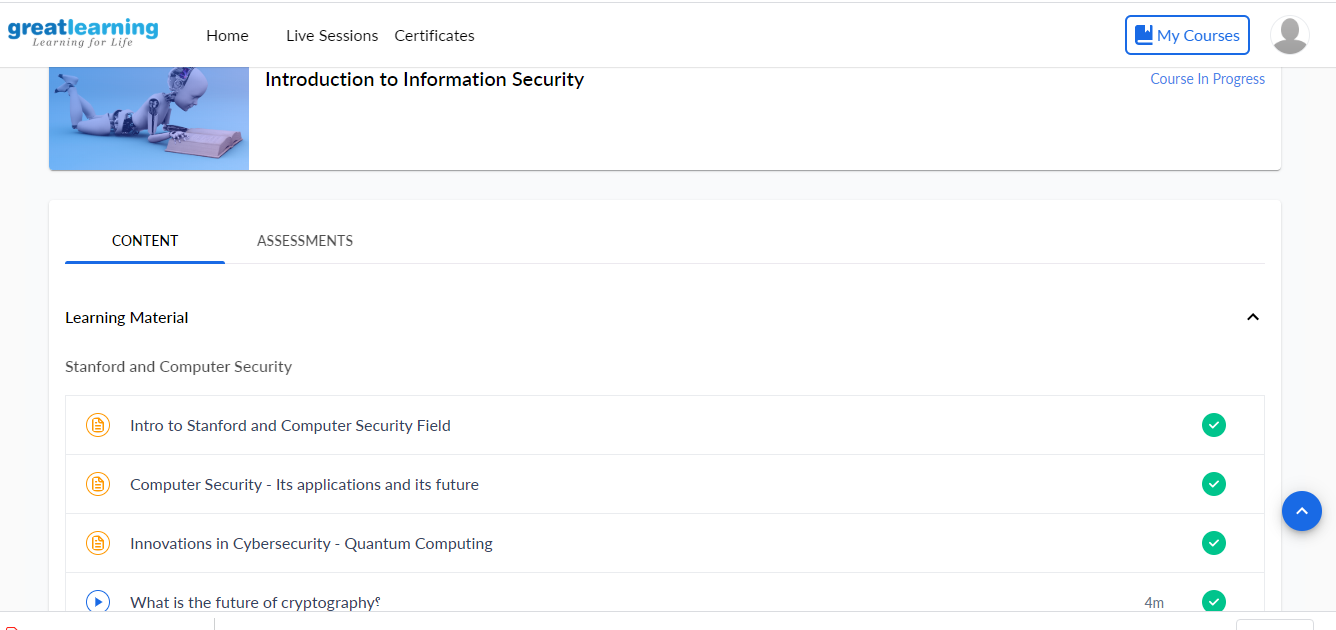 greatlearning
Learning for Life
Home
Live Sessions
Certificates
My Courses
Introduction to Information Security
Course In Progress
CONTENT
ASSESSMENTS
Learning Material
Stanford and Computer Security
Intro to Stanford and Computer Security Field
Computer Security - Its applications and its future
Innovations in Cybersecurity - Quantum Computing
What is the future of cryptography⸮
4m